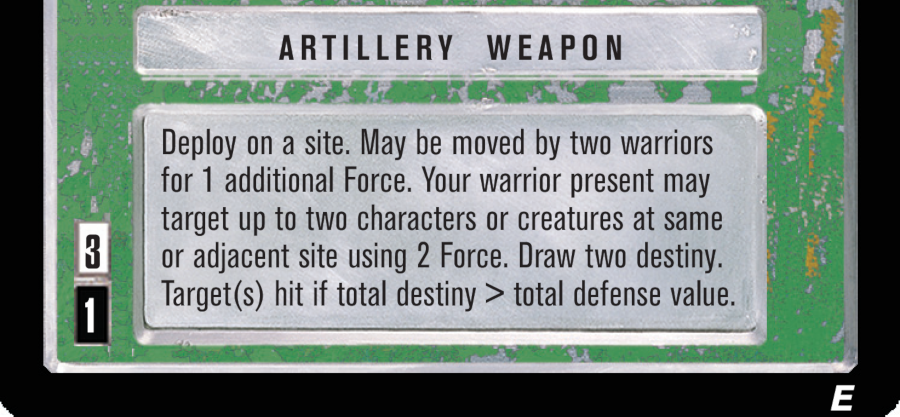 ARTILLERY WEAPON
Deploy on a site. May be moved by two warriors
for 1 additional Force. Your warrior present may
target up to two characters or creatures at same
or adjacent site using 2 Force. Draw two destiny.
Target(s) hit if total destiny > total defense value.
3
1
E